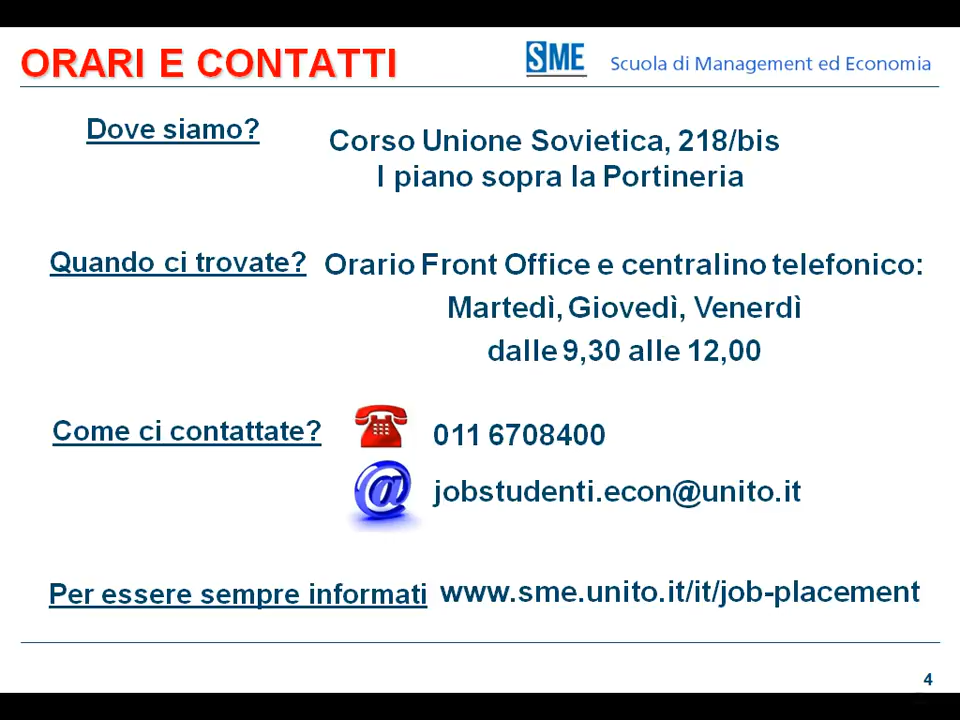 ORARI E CONTATTI
SME Scuola di Management ed Economia
Dove siamo?
Corso Unione Sovietica, 218/bis
I piano sopra la Portineria
Quando ci trovate? Orario Front Office e centralino telefonico:
Martedì, Giovedì, Venerdì
dalle 9,30 alle 12,00
Come ci contattate? 011 6708400
@ jobstudenti.econ@unito.it
Per essere sempre informati www.sme.unito.it/it/job-placement
4